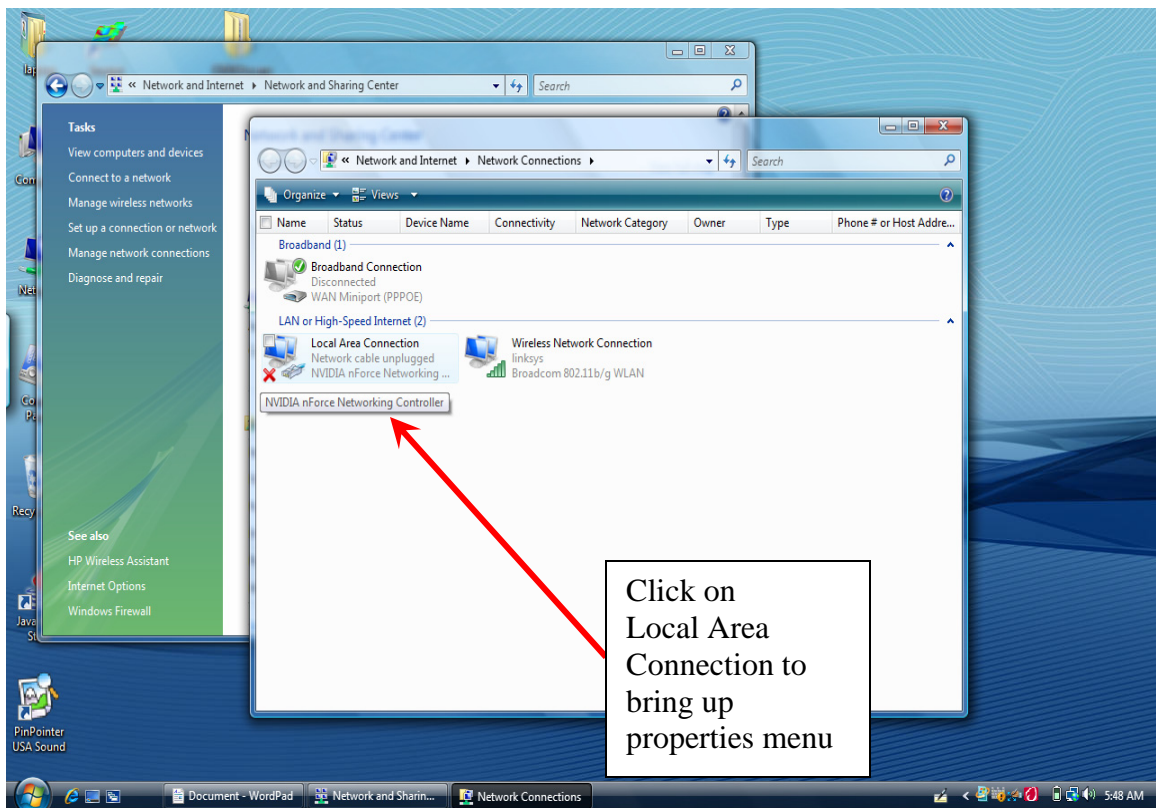 Network and Internet ▸ Network and Sharing Center
Search
Tasks
View computers and devices
Connect to a network
Manage wireless networks
Set up a connection or network
Manage network connections
Diagnose and repair
See also
HP Wireless Assistant
Internet Options
Windows Firewall
« Network and Internet ▸ Network Connections ▸
Search
Organize Views
Name Status Device Name Connectivity Network Category Owner Type Phone # or Host Addre...
Broadband (1)
Broadband Connection
Disconnected
WAN Miniport (PPPOE)
LAN or High-Speed Internet (2)
Local Area Connection
Network cable unplugged
NVIDIA nForce Networking ...
Wireless Network Connection
linksys
Broadcom 802.11b/g WLAN
NVIDIA nForce Networking Controller
Click on
Local Area
Connection to
bring up
properties menu
PinPointer
USA Sound
Document - WordPad
Network and Sharin...
Network Connections
5:48 AM